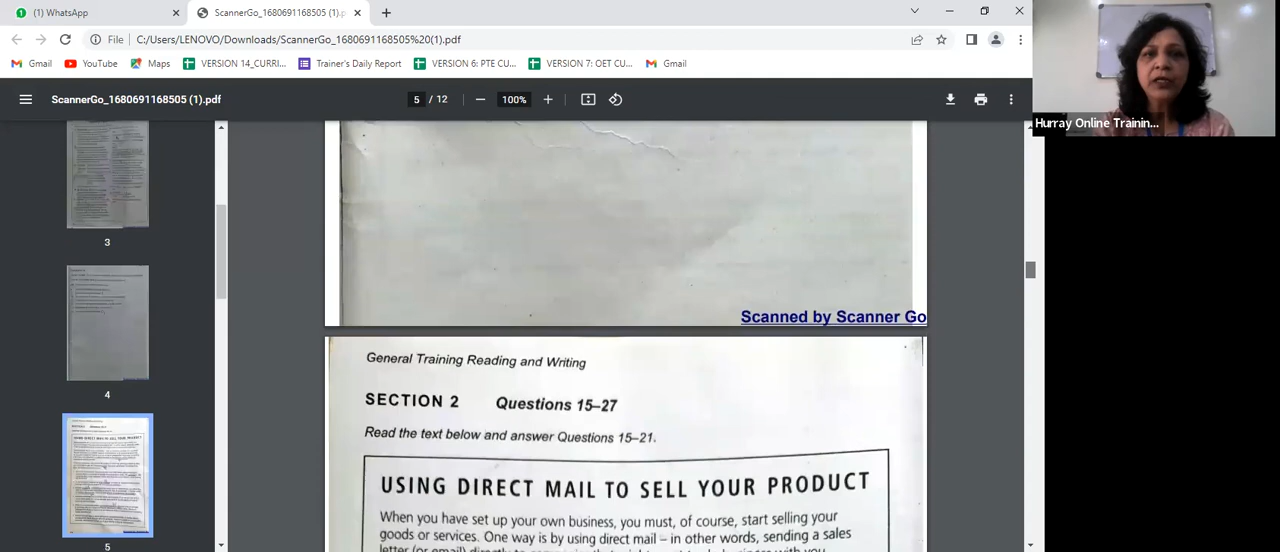 (1) WhatsApp
ScannerGo_1680691168505 (1).p
File
C:/Users/LENOVO/Downloads/ScannerGo_1680691168505%20(1).pdf
Gmail
YouTube
Maps
VERSION 14_CURRI...
Trainer's Daily Report
VERSION 6: PTE CU...
VERSION 7: OET CU...
Gmail
ScannerGo_1680691168505 (1).pdf
5 / 12
100%
Hurray Online Trainin...
3
4
5
Scanned by Scanner Go
General Training Reading and Writing
SECTION 2 Questions 15–27
Read the text below and answer Questions 15–21.
USING DIRECT MAIL TO SELL YOUR PRODUCT
When you have set up your own business, you must, of course, start selling your
goods or services. One way is by using direct mail – in other words, sending a sales
letter (or email) directly to